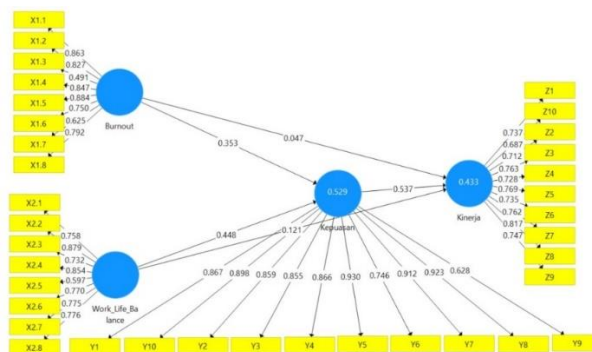 X1.1
X1.2
X1.3
X1.4
X1.5
X1.6
X1.7
X1.8
0.863
0.827
0.491
0.847
0.884
0.750
0.625
0.792
Burnout
0.353
0.047
X2.1
X2.2
X2.3
X2.4
X2.5
X2.6
X2.7
X2.8
0.758
0.879
0.732
0.854
0.597
0.770
0.775
0.776
Work_Life_Ba
lance
0.448
0.121
0.529
Kepuasan
0.537
0.433
Kinerja
0.737
0.687
0.712
0.763
0.728
0.769
0.735
0.762
0.817
0.747
Z1
Z10
Z2
Z3
Z4
Z5
Z6
Z7
Z8
Z9
0.867
0.898
0.859
0.855
0.866
0.930
0.746
0.912
0.923
0.628
Y1
Y10
Y2
Y3
Y4
Y5
Y6
Y7
Y8
Y9